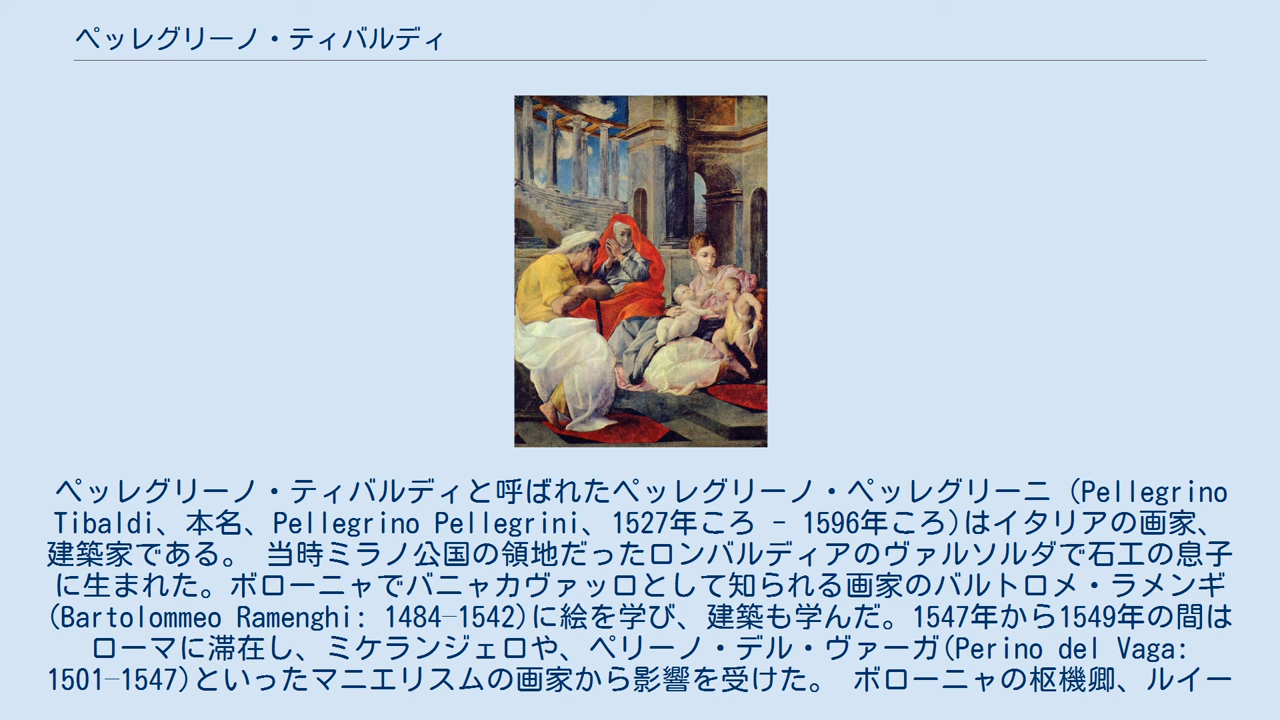 ペッレグリーノ・ティバルディ
ペッレグリーノ・ティバルディと呼ばれたペッレグリーノ・ペッレグリーニ (Pellegrino
Tibaldi、本名、Pellegrino Pellegrini、1527年ころ - 1596年ころ)はイタリアの画家、
建築家である。 当時ミラノ公国の領地だったロンバルディアのヴァルソルダで石工の息子
に生まれた。ボローニャでバニャカヴァッロとして知られる画家のバルトロメ・ラメンギ
(Bartolommeo Ramenghi: 1484–1542)に絵を学び、建築も学んだ。1547年から1549年の間は
ローマに滞在し、ミケランジェロや、ペリーノ・デル・ヴァーガ(Perino del Vaga:
1501–1547)といったマニエリスムの画家から影響を受けた。 ボローニャの枢機卿、ルイー